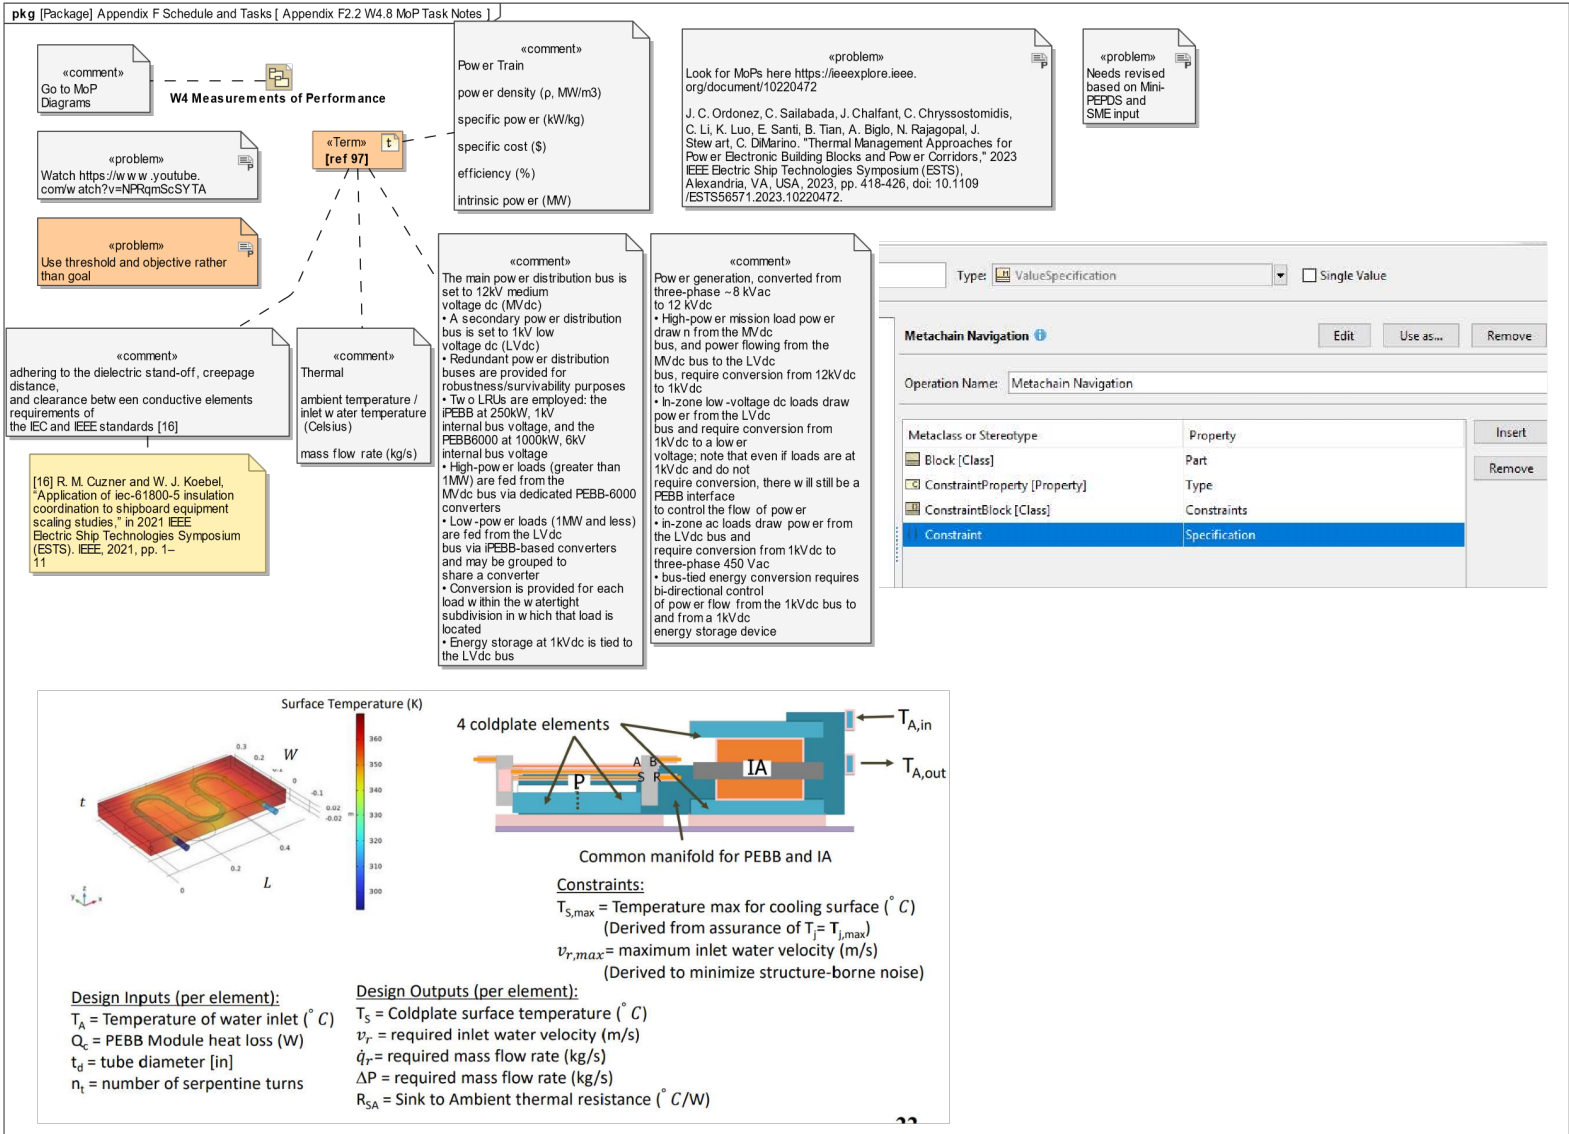 pkg [Package] Appendix F Schedule and Tasks [ Appendix F2.2 W4.8 MoP Task Notes ]
«comment»
Go to MoP
Diagrams
W4 Measurements of Performance
«comment»
Power Train
power density (ρ, MW/m3)
specific power (kW/kg)
specific cost ($)
efficiency (%)
intrinsic power (MW)
«problem»
Look for MoPs here https://ieeexplore.ieee.
org/document/10220472
J. C. Ordonez, C. Sailabada, J. Chalfant, C. Chryssostomidis,
C. Li, K. Luo, E. Santi, B. Tian, A. Biglo, N. Rajagopal, J.
Stewart, C. DiMarino. "Thermal Management Approaches for
Power Electronic Building Blocks and Power Corridors," 2023
IEEE Electric Ship Technologies Symposium (ESTS),
Alexandria, VA, USA, 2023, pp. 418-426, doi: 10.1109
/ESTS56571.2023.10220472.
«problem»
Needs revised
based on Mini-
PEPDS and
SME input
«problem»
Watch https://www.youtube.
com/watch?v=NPRqmScSYTA
«Term» t
[ref 97]
«problem»
Use threshold and objective rather
than goal
«comment»
adhering to the dielectric stand-off, creepage
distance,
and clearance between conductive elements
requirements of
the IEC and IEEE standards [16]
«comment»
Thermal
ambient temperature /
inlet water temperature
(Celsius)
mass flow rate (kg/s)
[16] R. M. Cuzner and W. J. Koebel,
"Application of iec-61800-5 insulation
coordination to shipboard equipment
scaling studies," in 2021 IEEE
Electric Ship Technologies Symposium
(ESTS). IEEE, 2021, pp. 1–
11
«comment»
The main power distribution bus is
set to 12kV medium
voltage dc (MVdc)
• A secondary power distribution
bus is set to 1kV low
voltage dc (LVdc)
• Redundant power distribution
buses are provided for
robustness/survivability purposes
• Two LRUs are employed: the
iPEBB at 250kW, 1kV
internal bus voltage, and the
PEBB6000 at 1000kW, 6kV
internal bus voltage
• High-power loads (greater than
1MW) are fed from the
MVdc bus via dedicated PEBB-6000
converters
• Low-power loads (1MW and less)
are fed from the LVdc
bus via iPEBB-based converters
and may be grouped to
share a converter
• Conversion is provided for each
load within the watertight
subdivision in which that load is
located
• Energy storage at 1kVdc is tied to
the LVdc bus
«comment»
Power generation, converted from
three-phase ~8 kVac
to 12 kVdc
• High-power mission load power
drawn from the MVdc
bus, and power flowing from the
MVdc bus to the LVdc
bus, require conversion from 12kVdc
to 1kVdc
• In-zone low-voltage dc loads draw
power from the LVdc
bus and require conversion from
1kVdc to a lower
voltage; note that even if loads are at
1kVdc and do not
require conversion, there will still be a
PEBB interface
to control the flow of power
• in-zone ac loads draw power from
the LVdc bus and
require conversion from 1kVdc to
three-phase 450 Vac
• bus-tied energy conversion requires
bi-directional control
of power flow from the 1kVdc bus to
and from a 1kVdc
energy storage device
Type: ValueSpecification Single Value
Metachain Navigation Edit Use as... Remove
Operation Name: Metachain Navigation
Metaclass or Stereotype Property Insert
Block [Class] Part Remove
ConstraintProperty [Property] Type
ConstraintBlock [Class] Constraints
Constraint Specification
Surface Temperature (K)
360
350
340
330
320
310
300
0.3
0.2
W
0
-0.1
0.02
-0.02
m
t
0.4
0.2
0
L
z
y
x
4 coldplate elements
A B
S R
P
IA
T_A,in
T_A,out
Common manifold for PEBB and IA
Constraints:
T_S,max = Temperature max for cooling surface (° C)
(Derived from assurance of T_j= T_j,max)
v_r,max= maximum inlet water velocity (m/s)
(Derived to minimize structure-borne noise)
Design Inputs (per element):
T_A = Temperature of water inlet (° C)
Q_c = PEBB Module heat loss (W)
t_d = tube diameter [in]
n_t = number of serpentine turns
Design Outputs (per element):
T_S = Coldplate surface temperature (° C)
v_r = required inlet water velocity (m/s)
q̇_r= required mass flow rate (kg/s)
ΔP = required mass flow rate (kg/s)
R_SA = Sink to Ambient thermal resistance (° C/W)